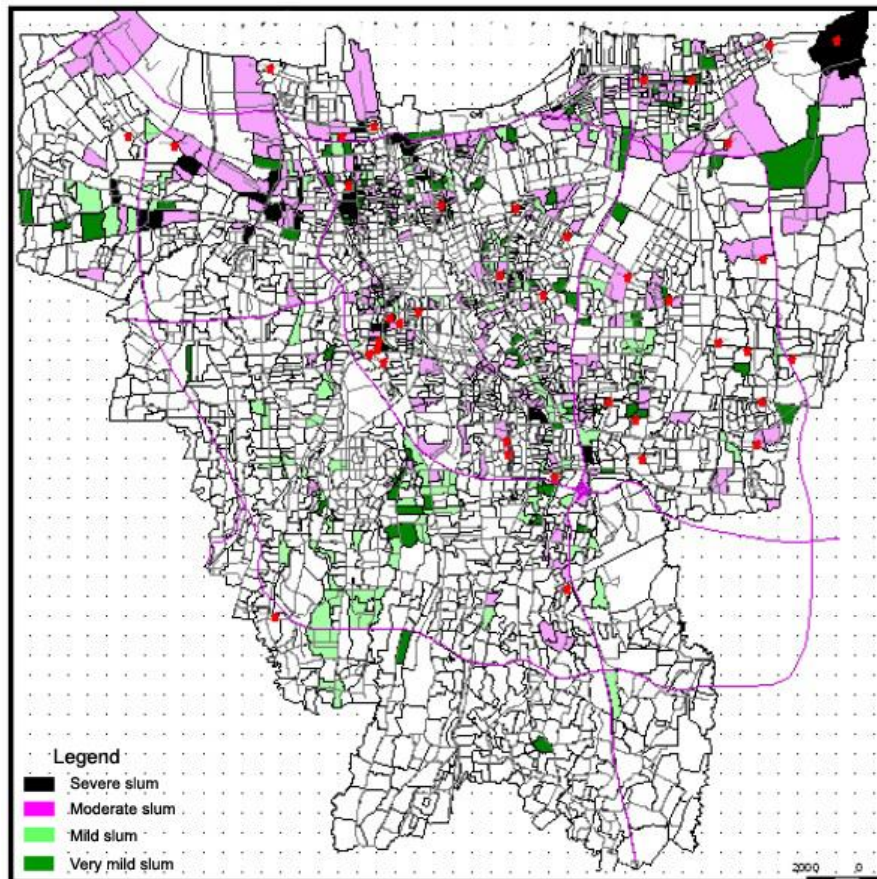 Legend
Severe slum
Moderate slum
Mild slum
Very mild slum
2000 0